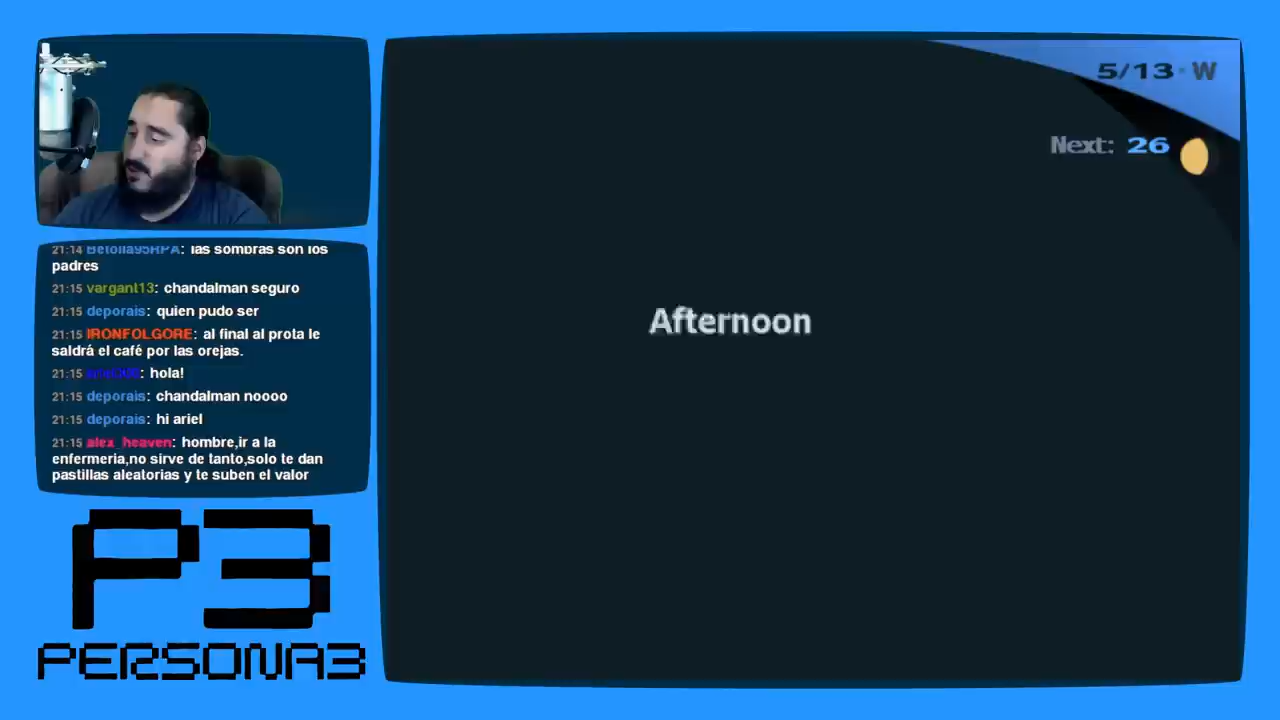 21:14 Betolla95RPA: las sombras son los
padres
21:15 vargant13: chandalman seguro
21:15 deporais: quien pudo ser
21:15 IRONFOLGORE: al final al prota le
saldrá el café por las orejas.
21:15 : hola!
21:15 deporais: chandalman noooo
21:15 deporais: hi ariel
21:15 alex_heaven: hombre,ir a la
enfermeria,no sirve de tanto,solo te dan
pastillas aleatorias y te suben el valor
P3
PERSONA3
5/13 W
Next: 26
Afternoon